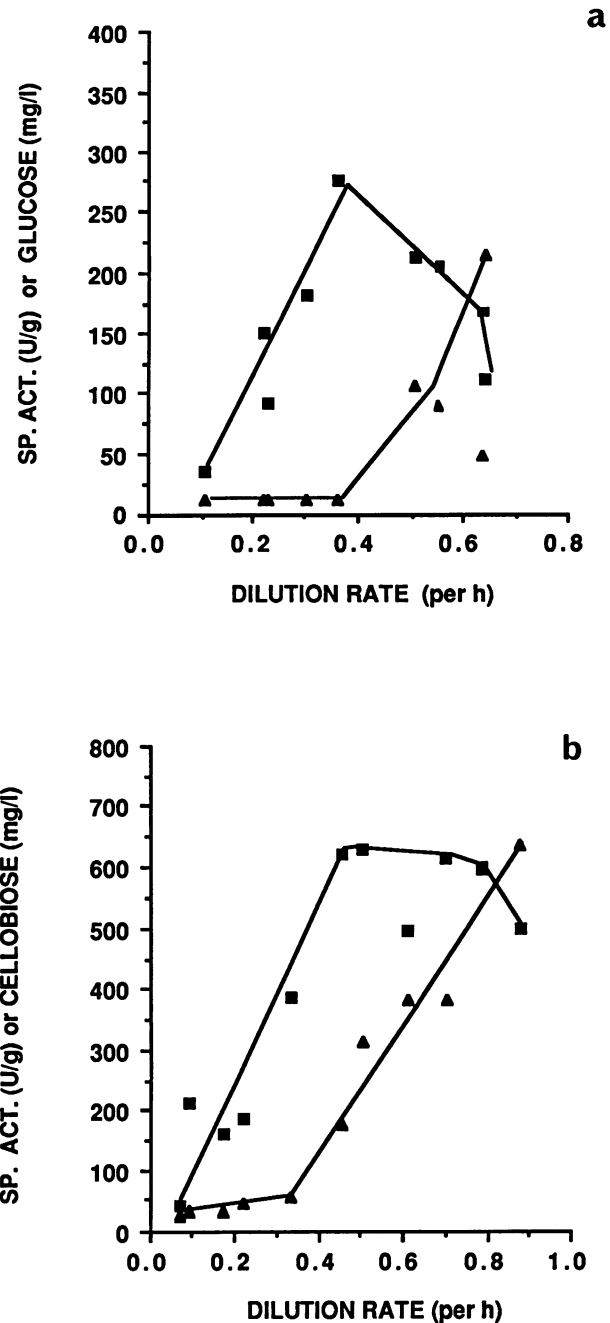 a
400
350
300
250
200
150
100
50
0
SP. ACT. (U/g) or GLUCOSE (mg/l)
0.0 0.2 0.4 0.6 0.8
DILUTION RATE (per h)
b
800
700
600
500
400
300
200
100
0
SP. ACT. (U/g) or CELLOBIOSE (mg/l)
0.0 0.2 0.4 0.6 0.8 1.0
DILUTION RATE (per h)